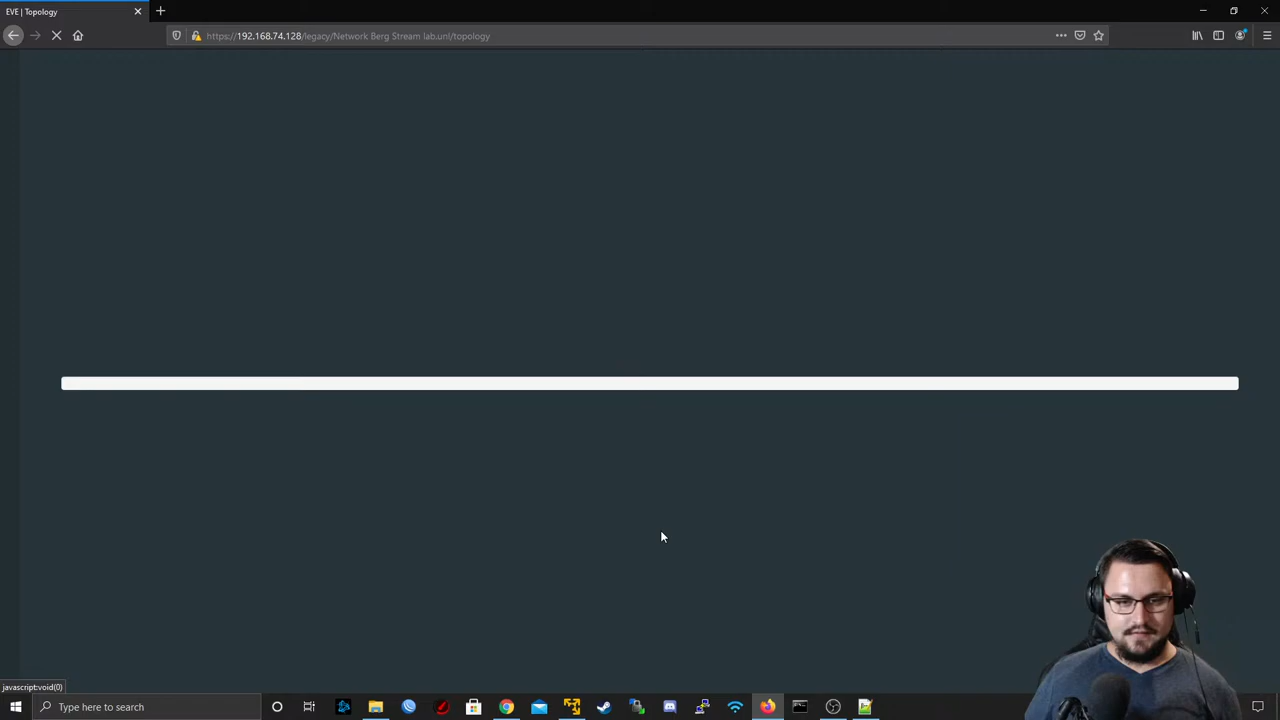 EVE | Topology
https://192.168.74.128/legacy/Network Berg Stream lab.unl/topology
javascript:void(0)
Type here to search